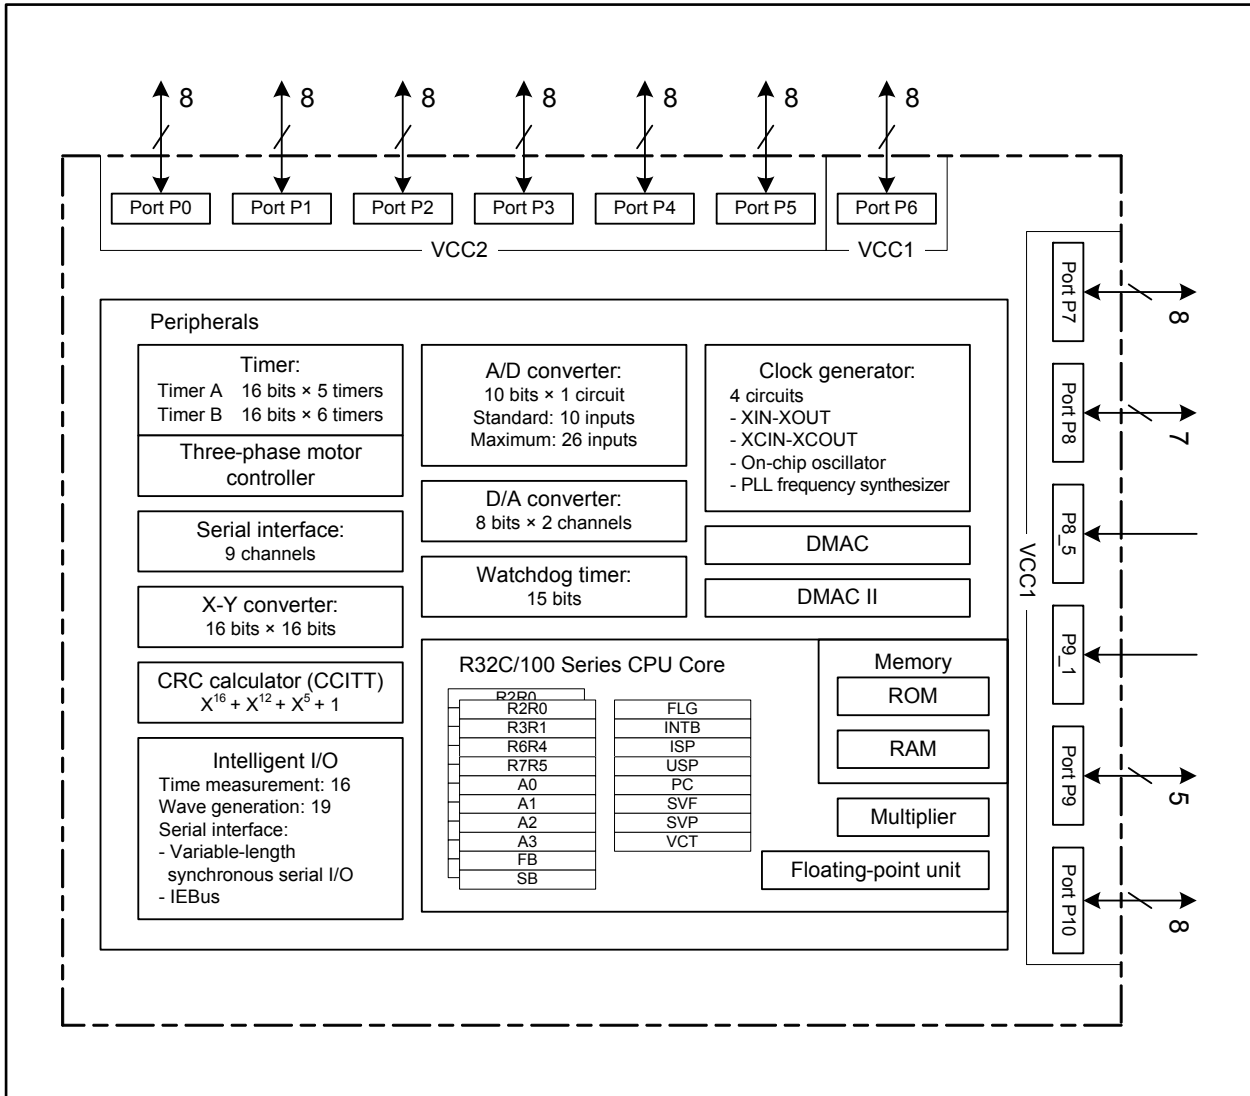 8 8 8 8 8 8 8
Port P0 Port P1 Port P2 Port P3 Port P4 Port P5 Port P6
VCC2 VCC1
Peripherals
Timer:
Timer A 16 bits × 5 timers
Timer B 16 bits × 6 timers
Three-phase motor
controller
Serial interface:
9 channels
X-Y converter:
16 bits × 16 bits
CRC calculator (CCITT)
X¹⁶ + X¹² + X⁵ + 1
Intelligent I/O
Time measurement: 16
Wave generation: 19
Serial interface:
- Variable-length
synchronous serial I/O
- IEBus
A/D converter:
10 bits × 1 circuit
Standard: 10 inputs
Maximum: 26 inputs
D/A converter:
8 bits × 2 channels
Watchdog timer:
15 bits
Clock generator:
4 circuits
- XIN-XOUT
- XCIN-XCOUT
- On-chip oscillator
- PLL frequency synthesizer
DMAC
DMAC II
R32C/100 Series CPU Core
R2R0
R2R0
R3R1
R6R4
R7R5
A0
A1
A2
A3
FB
SB
FLG
INTB
ISP
USP
PC
SVF
SVP
VCT
Memory
ROM
RAM
Multiplier
Floating-point unit
VCC1
Port P7
8
Port P8
7
P8_5
P9_1
Port P9
5
Port P10
8